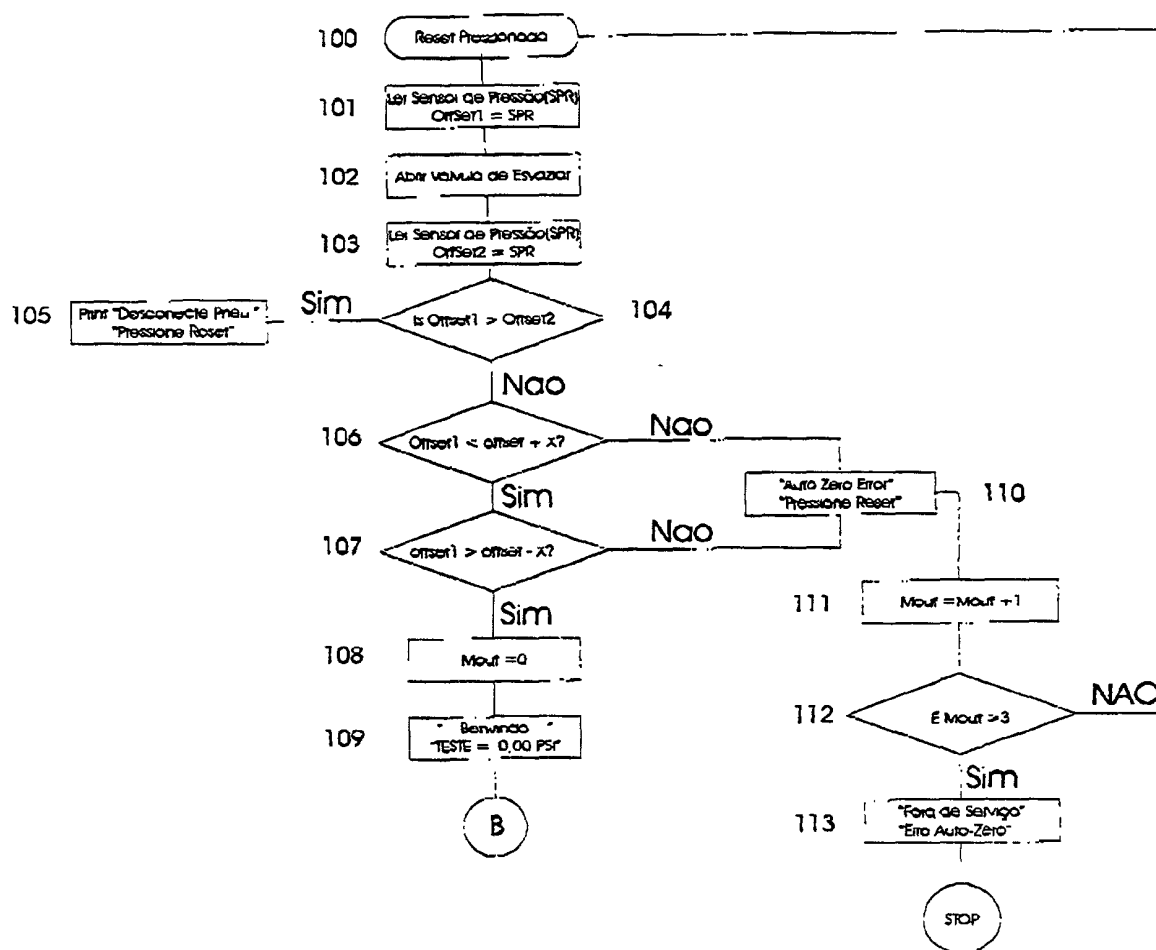 100
Reset Pressionada
101
Ler Sensor de Pressão(SPR)
OffSet1 = SPR
102
Abrir Valvula de Esvaziar
103
Ler Sensor de Pressão(SPR)
OffSet2 = SPR
105
Print "Desconecte Pneu"
"Pressione Reset"
Sim
Is Offset1 > Offset2
104
Nao
106
Offset1 < offset + X?
Nao
Sim
"Auto Zero Error"
"Pressione Reset"
110
107
offset1 > offset - X?
Nao
Sim
111
Mout =Mout +1
108
Mout =0
112
É Mout >3
NAO
109
" Benvindo "
"TESTE = 0,00 PSI"
Sim
B
113
"Fora de Serviço"
"Erro Auto-Zéro"
STOP